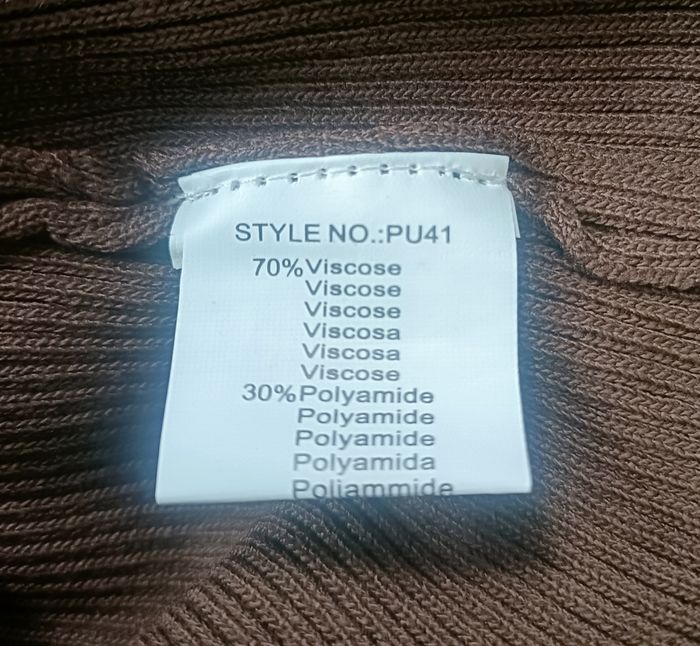 STYLE NO.:PU41
70%Viscose
Viscose
Viscose
Viscosa
Viscosa
Viscose
30%Polyamide
Polyamide
Polyamide
Polyamida
Poliammide